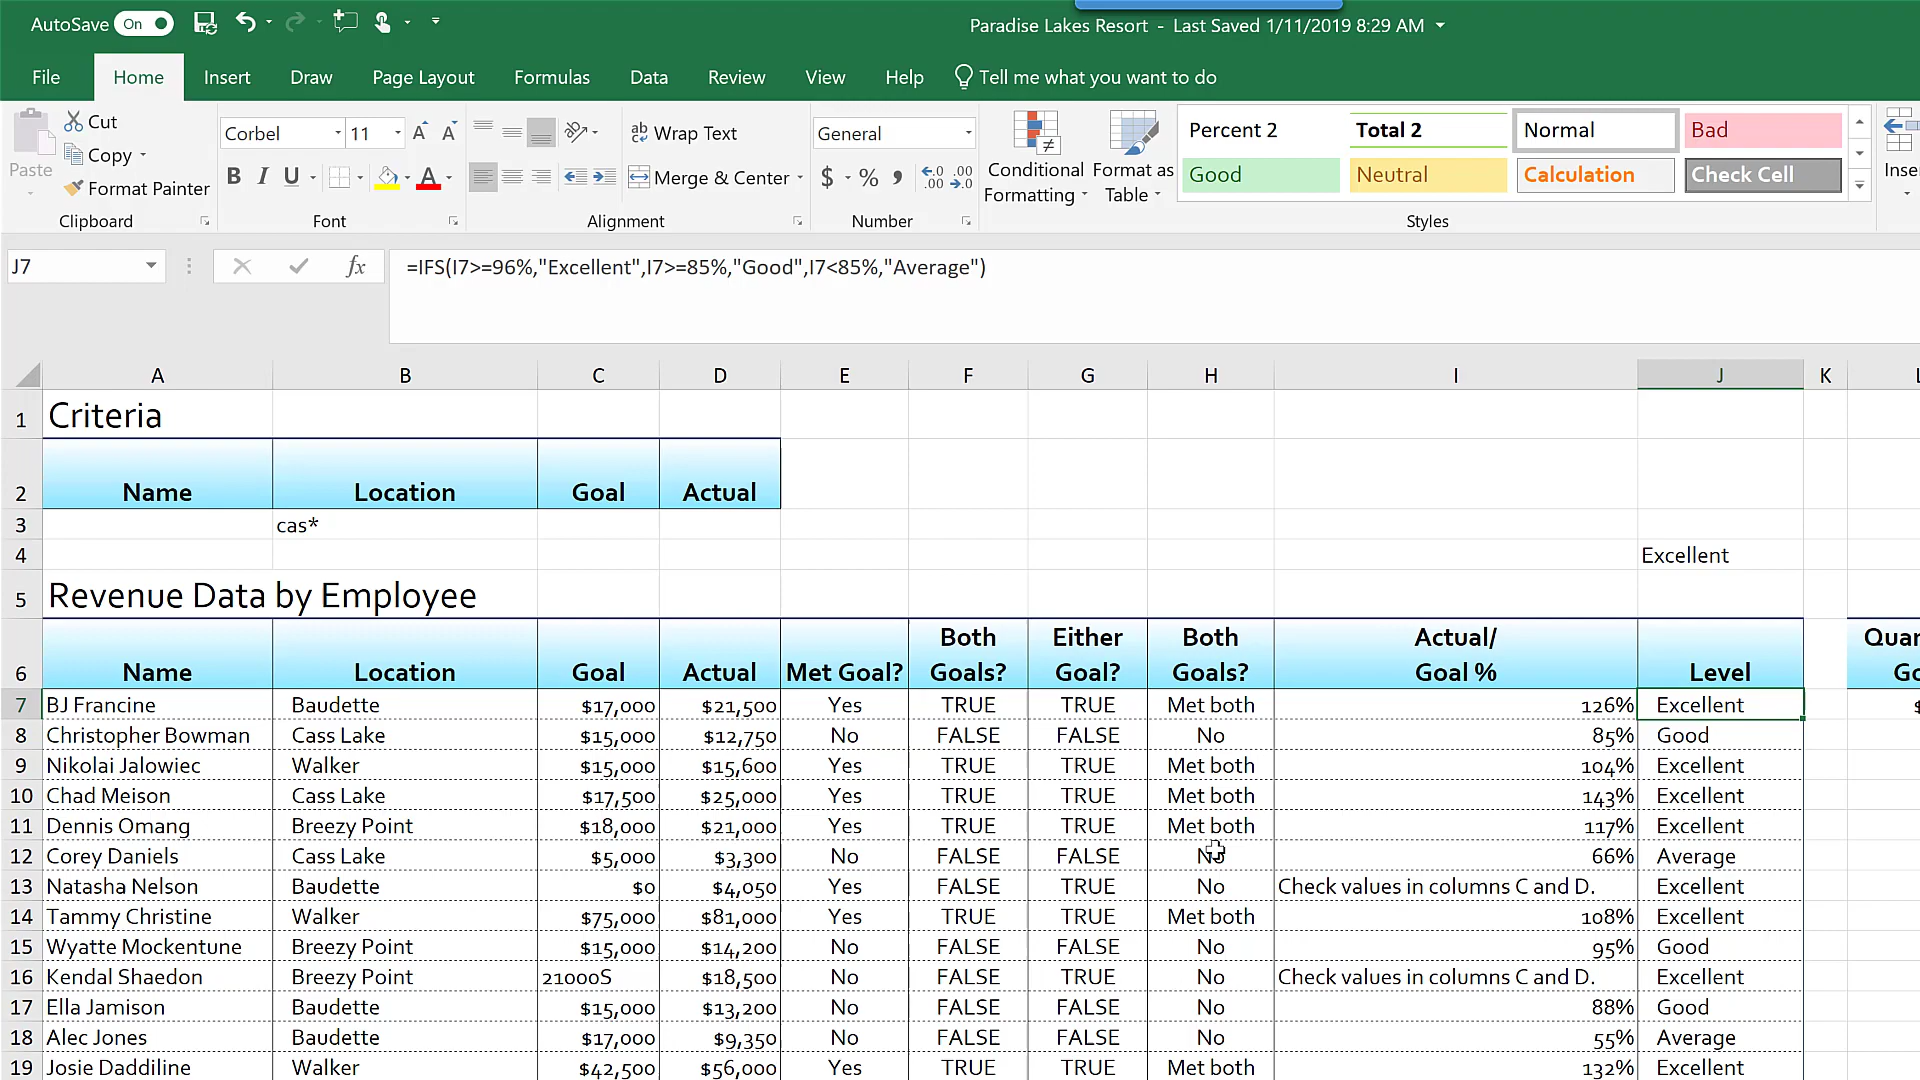 AutoSave On Paradise Lakes Resort - Last Saved 1/11/2019 8:29 AM
File Home Insert Draw Page Layout Formulas Data Review View Help Tell me what you want to do
Paste Cut Copy Format Painter Clipboard
Corbel 11 B I U A Font
ab Wrap Text Merge & Center Alignment
General $ % , Number
Conditional Formatting Format as Table
Percent 2 Total 2 Normal Bad
Good Neutral Calculation Check Cell
Styles
J7 fx =IFS(I7>=96%,"Excellent",I7>=85%,"Good",I7<85%,"Average")
A B C D E F G H I J K
1 Criteria
2 Name Location Goal Actual
3 cas*
4 Excellent
5 Revenue Data by Employee
6 Name Location Goal Actual Met Goal? Both Goals? Either Goal? Both Goals? Actual/ Goal % Level
7 BJ Francine Baudette $17,000 $21,500 Yes TRUE TRUE Met both 126% Excellent
8 Christopher Bowman Cass Lake $15,000 $12,750 No FALSE FALSE No 85% Good
9 Nikolai Jalowiec Walker $15,000 $15,600 Yes TRUE TRUE Met both 104% Excellent
10 Chad Meison Cass Lake $17,500 $25,000 Yes TRUE TRUE Met both 143% Excellent
11 Dennis Omang Breezy Point $18,000 $21,000 Yes TRUE TRUE Met both 117% Excellent
12 Corey Daniels Cass Lake $5,000 $3,300 No FALSE FALSE No 66% Average
13 Natasha Nelson Baudette $0 $4,050 Yes FALSE TRUE No Check values in columns C and D. Excellent
14 Tammy Christine Walker $75,000 $81,000 Yes TRUE TRUE Met both 108% Excellent
15 Wyatte Mockentune Breezy Point $15,000 $14,200 No FALSE FALSE No 95% Good
16 Kendal Shaedon Breezy Point 21000S $18,500 No FALSE TRUE No Check values in columns C and D. Excellent
17 Ella Jamison Baudette $15,000 $13,200 No FALSE FALSE No 88% Good
18 Alec Jones Baudette $17,000 $9,350 No FALSE FALSE No 55% Average
19 Josie Daddiline Walker $42,500 $56,000 Yes TRUE TRUE Met both 132% Excellent